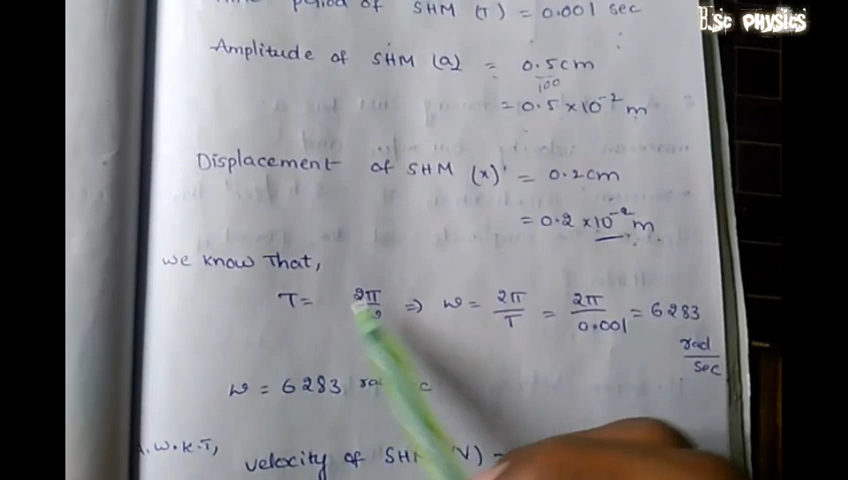 period of SHM (T) = 0.001 sec
B.Sc PHYSICS
Amplitude of SHM (a) = 0.5cm
100
= 0.5 × 10⁻² m
Displacement of SHM (x) = 0.2cm
= 0.2 × 10⁻² m
we know That,
T = 2π ⇒ w = 2π/T = 2π/0.001 = 6283 rad/sec
w = 6283
W.K.T,
velocity of SHM (V) =